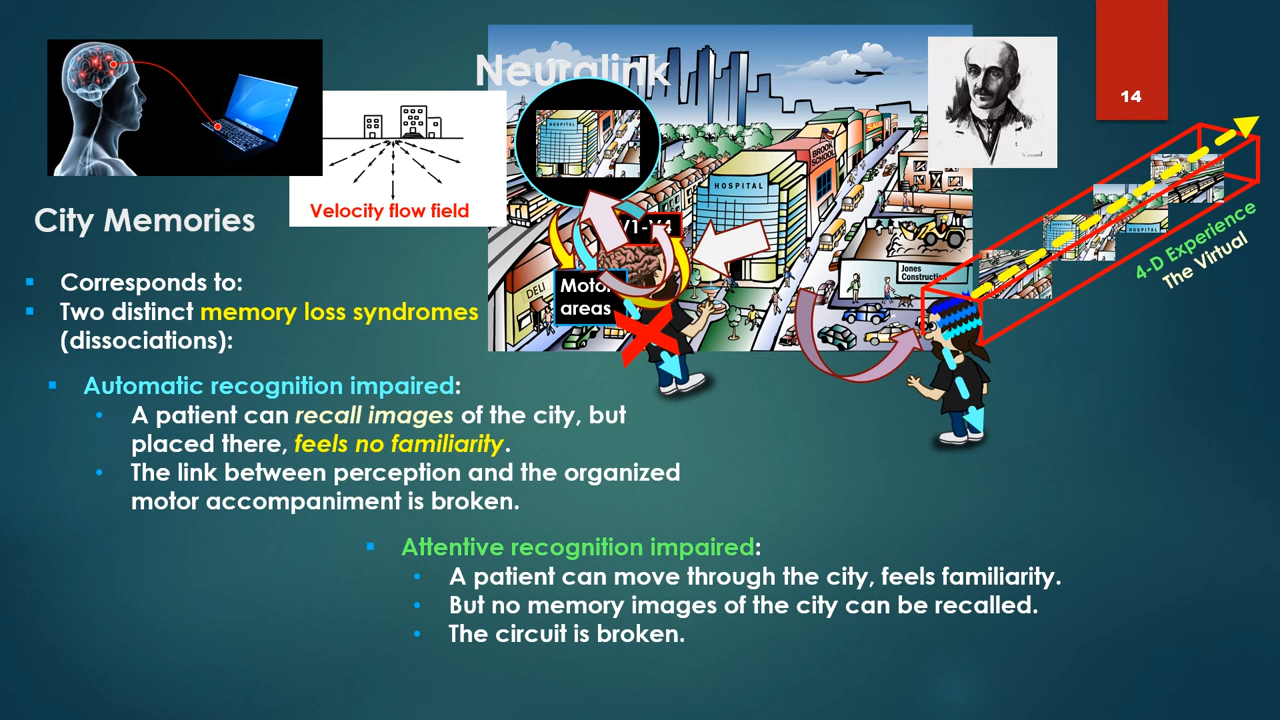 Neuralink
14
Velocity flow field
City Memories
HOSPITAL
HOSPITAL
BROOK
SCHOOL
DELI
Jones
Construction
V1-V4
Motor
areas
HOSPITAL
4-D Experience
The Virtual
Corresponds to:
Two distinct memory loss syndromes
(dissociations):
Automatic recognition impaired:
A patient can recall images of the city, but
placed there, feels no familiarity.
The link between perception and the organized
motor accompaniment is broken.
Attentive recognition impaired:
A patient can move through the city, feels familiarity.
But no memory images of the city can be recalled.
The circuit is broken.